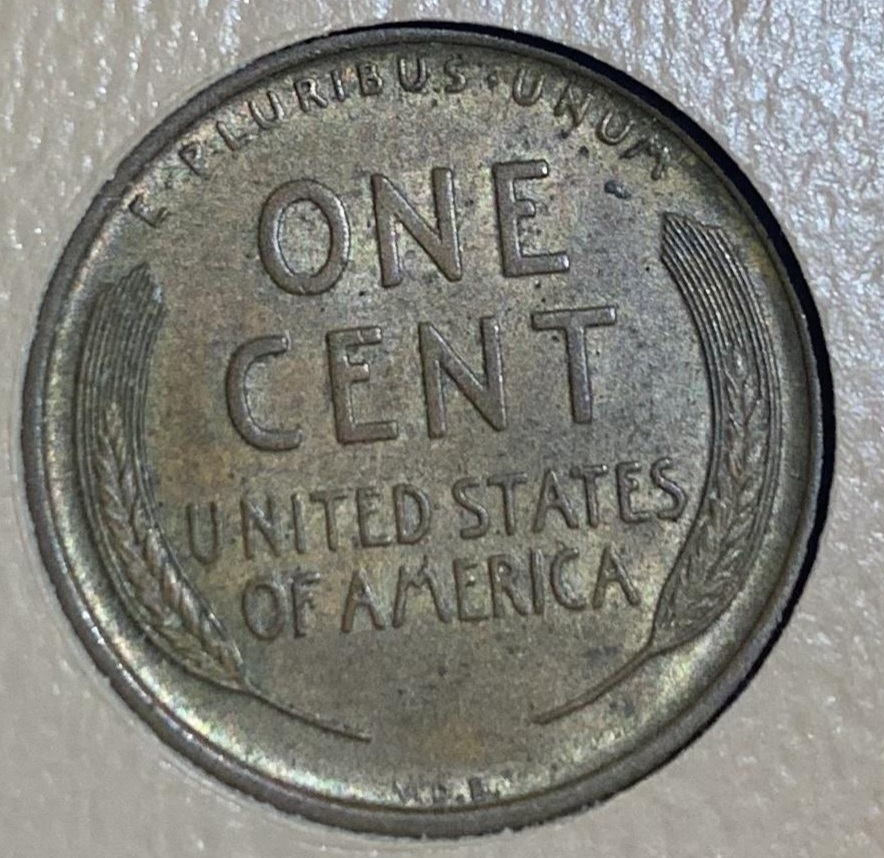 E·PLURIBUS·UNUM
ONE
CENT
UNITED STATES
OF AMERICA
V.D.B.